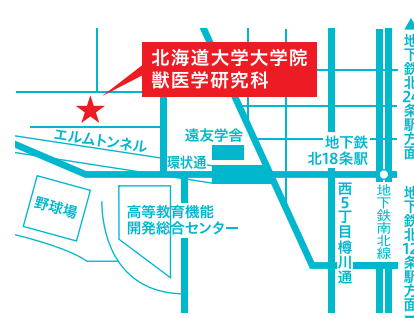 北海道大学大学院
獣医学研究科
エルムトンネル
遠友学舎
環状通
地下鉄
北18条駅
野球場
高等教育機能
開発総合センター
西5丁目樽川通
地下鉄南北線
▲地下鉄北24条駅方面
地下鉄北12条駅方面